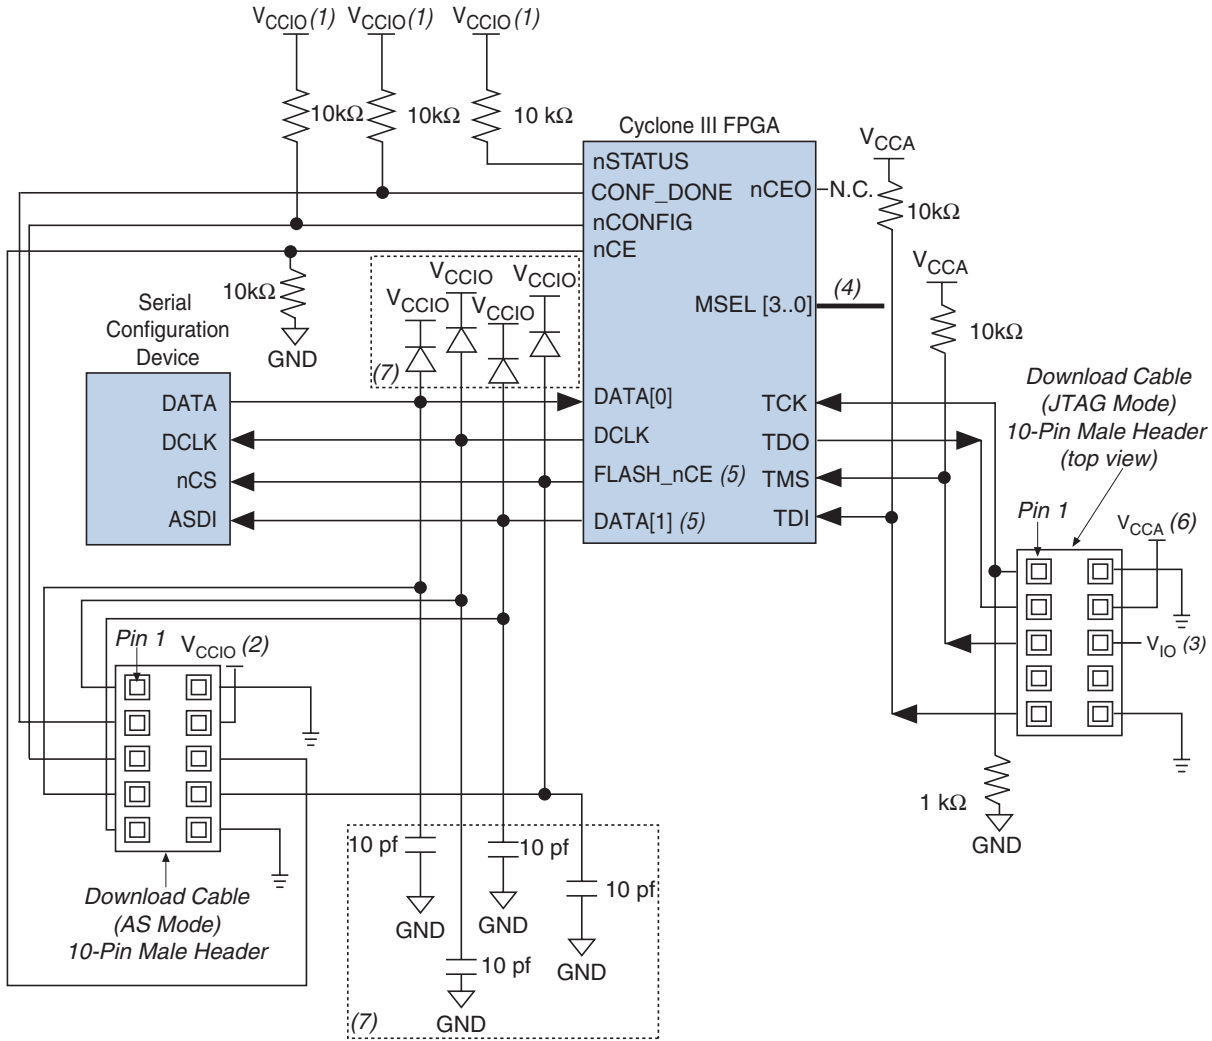 VCCIO (1) VCCIO (1) VCCIO (1)
10kΩ 10kΩ 10 kΩ
Cyclone III FPGA
nSTATUS
CONF_DONE
nCONFIG
nCE
nCEO
N.C.
MSEL [3..0]
(4)
VCCA
10kΩ
VCCA
10kΩ
10kΩ
GND
VCCIO
VCCIO
VCCIO
VCCIO
(7)
Serial
Configuration
Device
DATA
DCLK
nCS
ASDI
DATA[0]
DCLK
FLASH_nCE (5)
DATA[1] (5)
TCK
TDO
TMS
TDI
Download Cable
(JTAG Mode)
10-Pin Male Header
(top view)
Pin 1
VCCA (6)
VIO (3)
1 kΩ
GND
Pin 1
VCCIO (2)
Download Cable
(AS Mode)
10-Pin Male Header
10 pf
GND
10 pf
GND
10 pf
GND
10 pf
GND
(7)